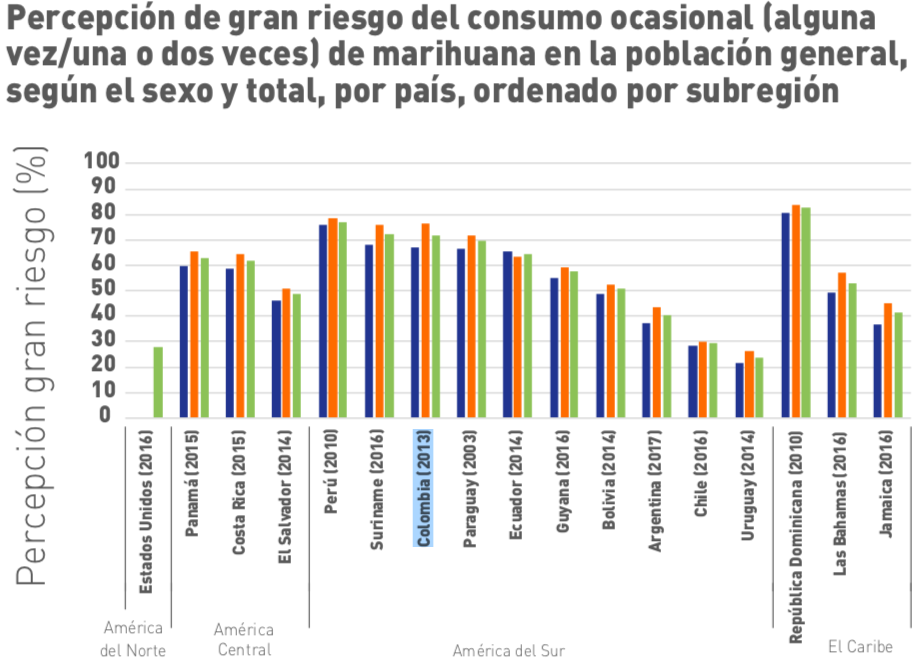 Percepción de gran riesgo del consumo ocasional (alguna
vez/una o dos veces) de marihuana en la población general,
según el sexo y total, por país, ordenado por subregión
Percepción gran riesgo (%)
100
90
80
70
60
50
40
30
20
10
0
Estados Unidos (2016)
Panamá (2015)
Costa Rica (2015)
El Salvador (2014)
Perú (2010)
Suriname (2016)
Colombia (2013)
Paraguay (2003)
Ecuador (2014)
Guyana (2016)
Bolivia (2014)
Argentina (2017)
Chile (2016)
Uruguay (2014)
República Dominicana (2010)
Las Bahamas (2016)
Jamaica (2016)
América
del Norte
América
Central
América del Sur
El Caribe